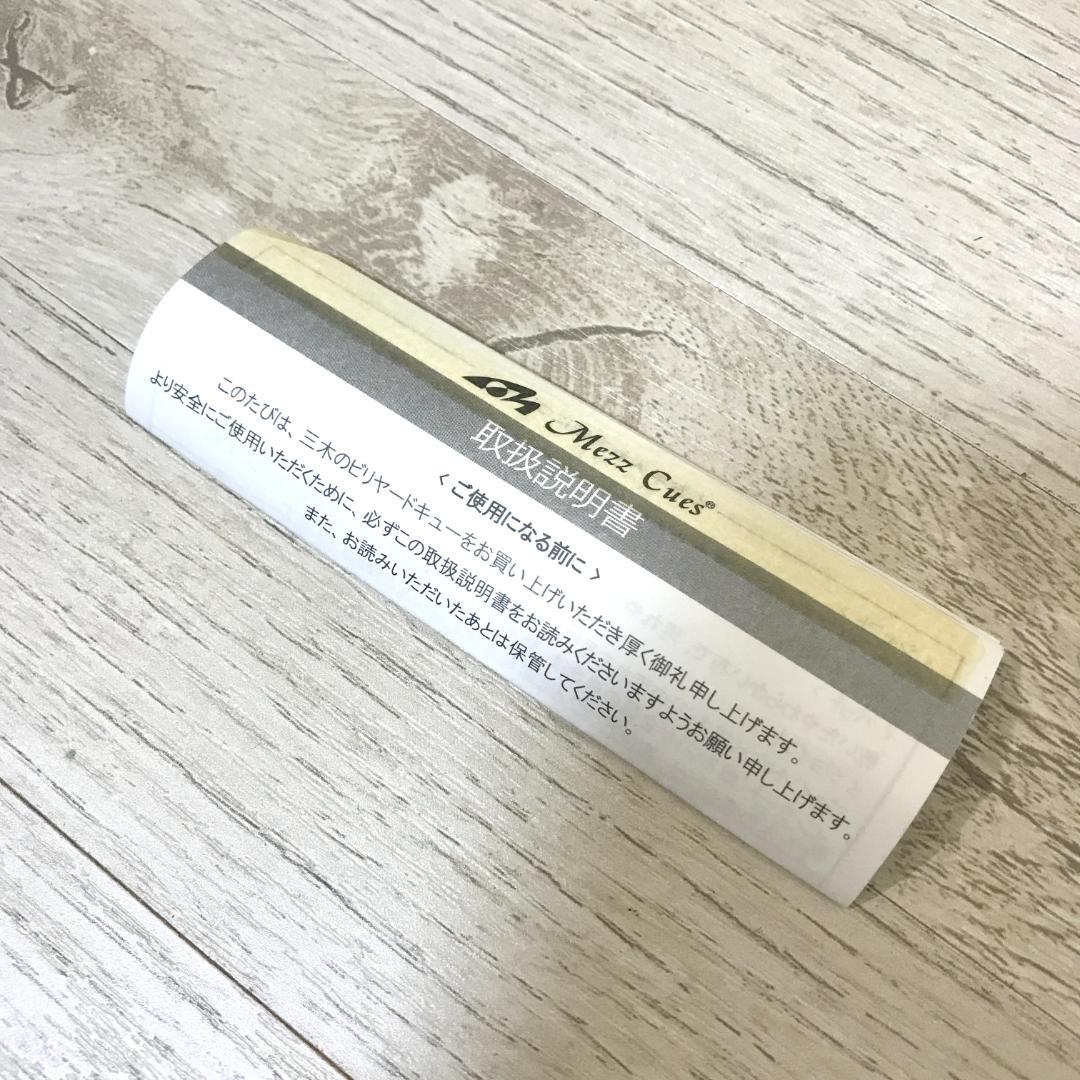 Mezz Cues®
取扱説明書
< ご使用になる前に >
このたびは、三木のビリヤードキューをお買い上げいただき厚く御礼申し上げます。
より安全にご使用いただくために、必ずこの取扱説明書をお読みくださいますようお願い申し上げます。
また、お読みいただいたあとは保管してください。